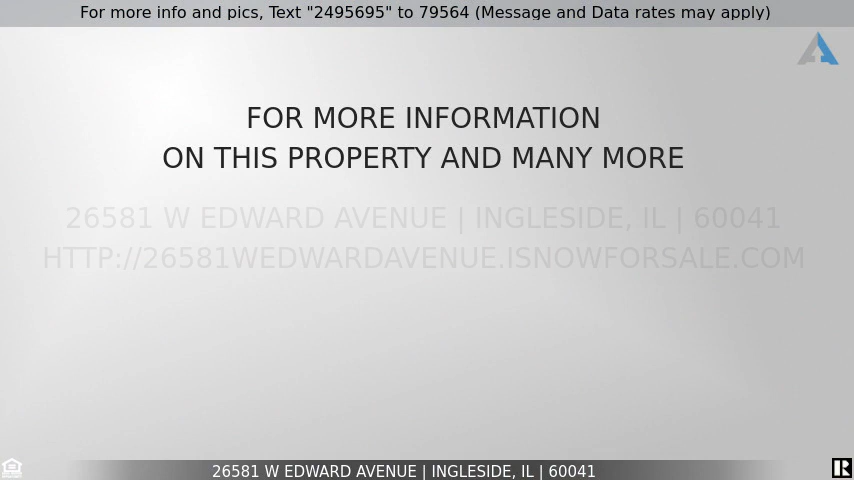 For more info and pics, Text "2495695" to 79564 (Message and Data rates may apply)
FOR MORE INFORMATION
ON THIS PROPERTY AND MANY MORE
26581 W EDWARD AVENUE | INGLESIDE, IL | 60041
HTTP://26581WEDWARDAVENUE.ISNOWFORSALE.COM
26581 W EDWARD AVENUE | INGLESIDE, IL | 60041